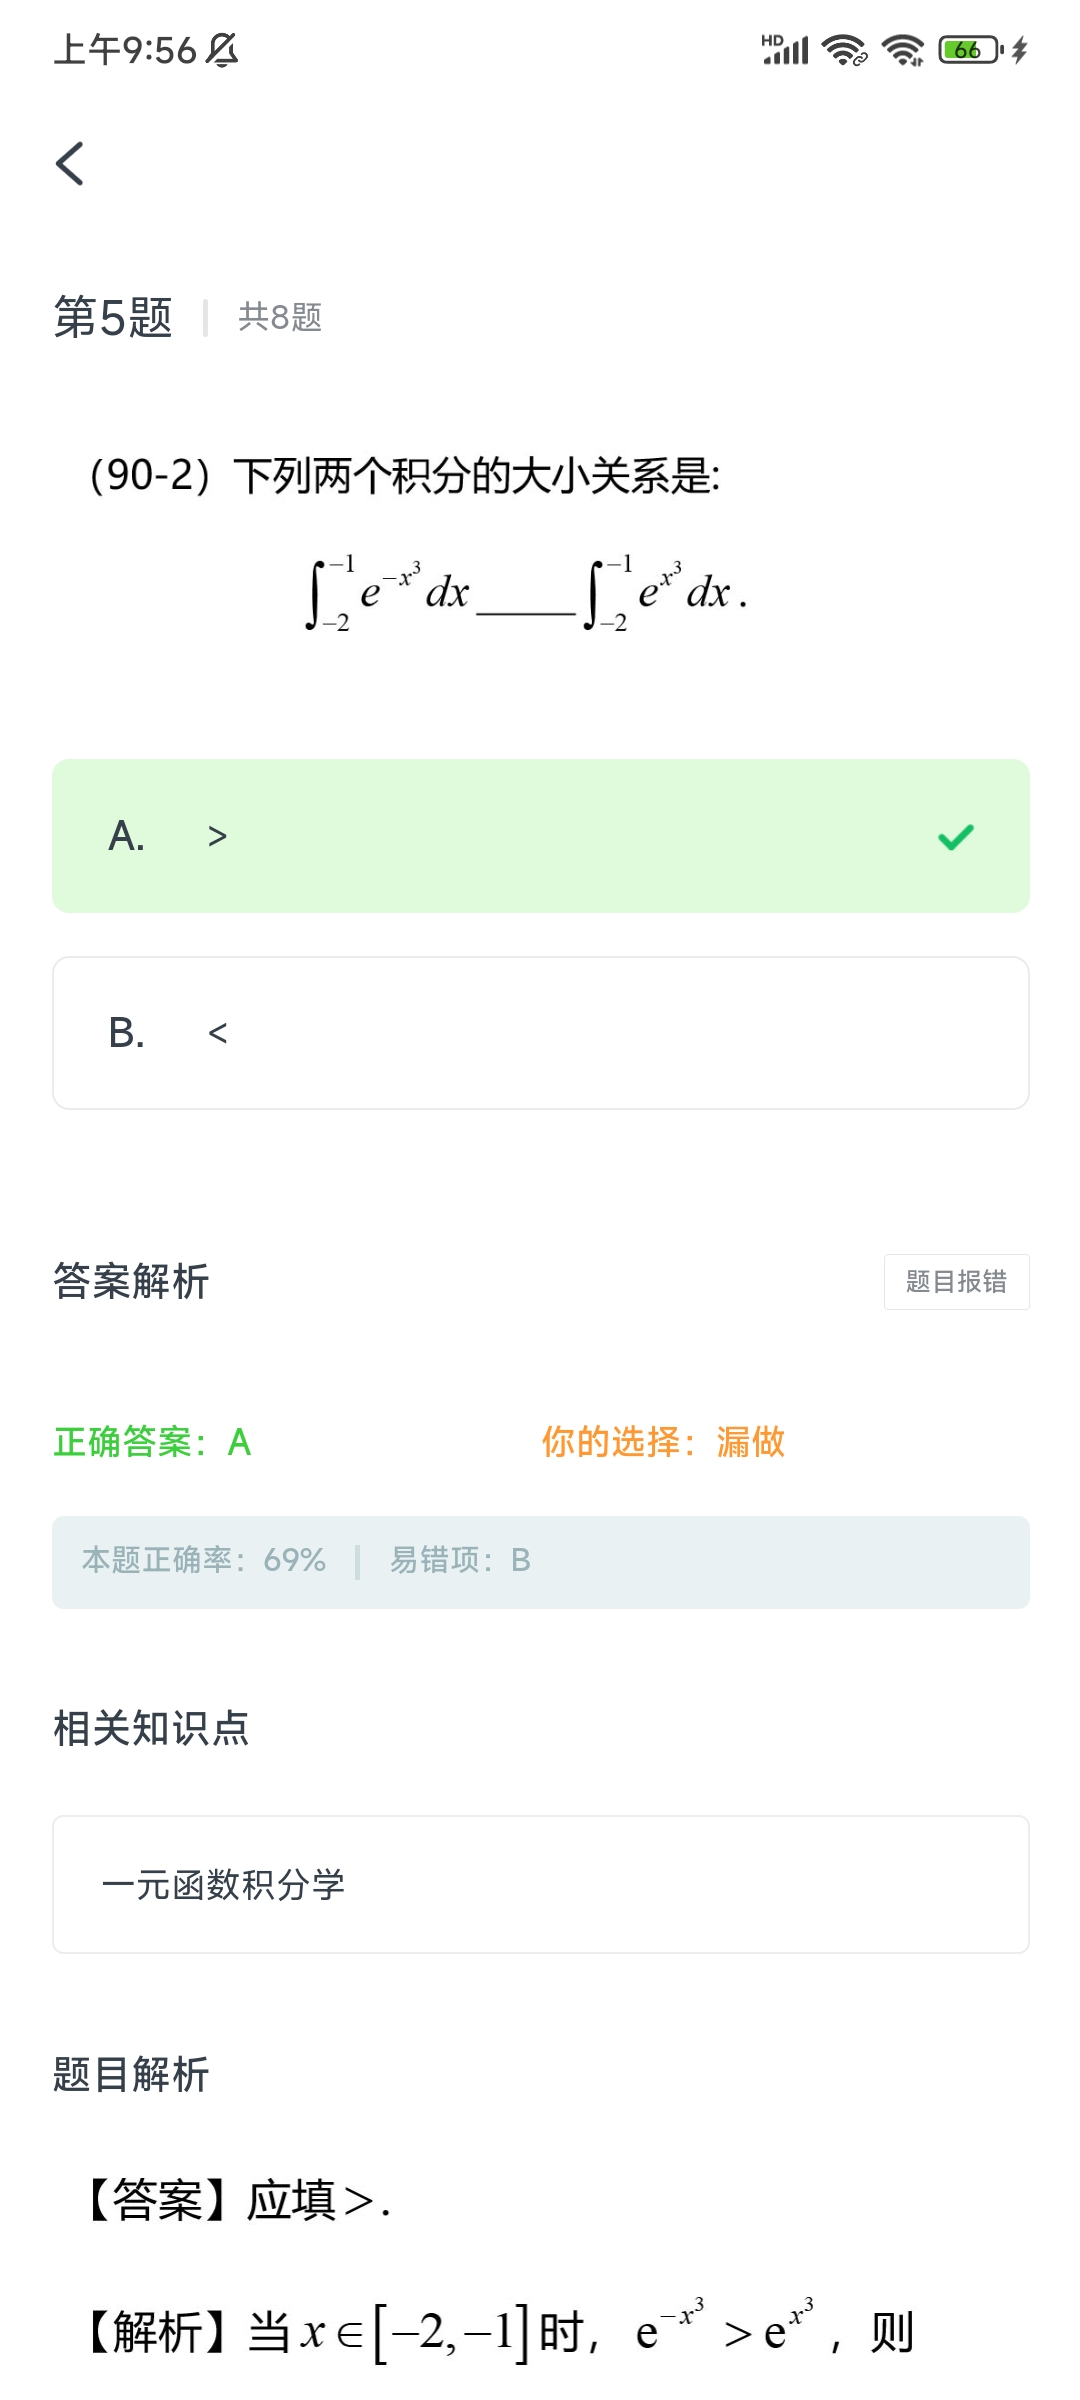 上午9:56 HD 66
第5题 共8题
（90-2）下列两个积分的大小关系是:
∫_{-2}^{-1} e^{-x^3} dx ____ ∫_{-2}^{-1} e^{x^3} dx .
A. >
B. <
答案解析 题目报错
正确答案：A 你的选择：漏做
本题正确率：69% 易错项：B
相关知识点
一元函数积分学
题目解析
【答案】应填 > .
【解析】当 x∈[−2,−1] 时， e^{-x^3} > e^{x^3} ，则